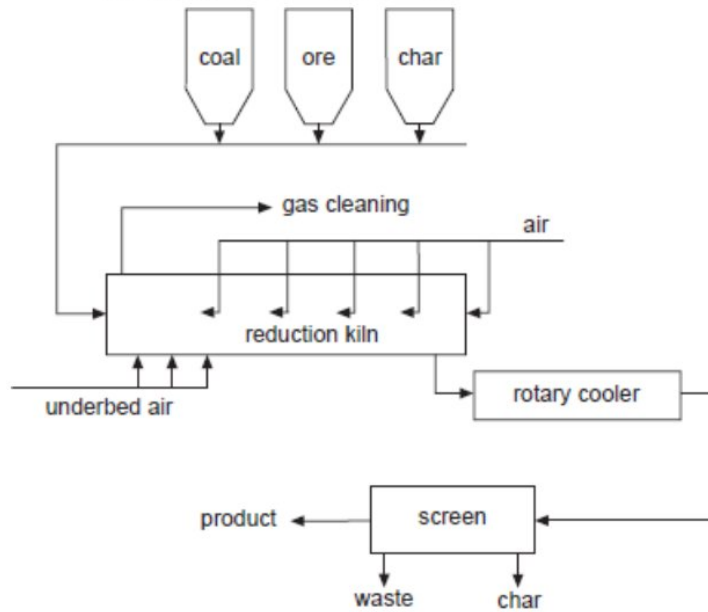 coal
ore
char
gas cleaning
air
reduction kiln
underbed air
rotary cooler
product
screen
waste
char